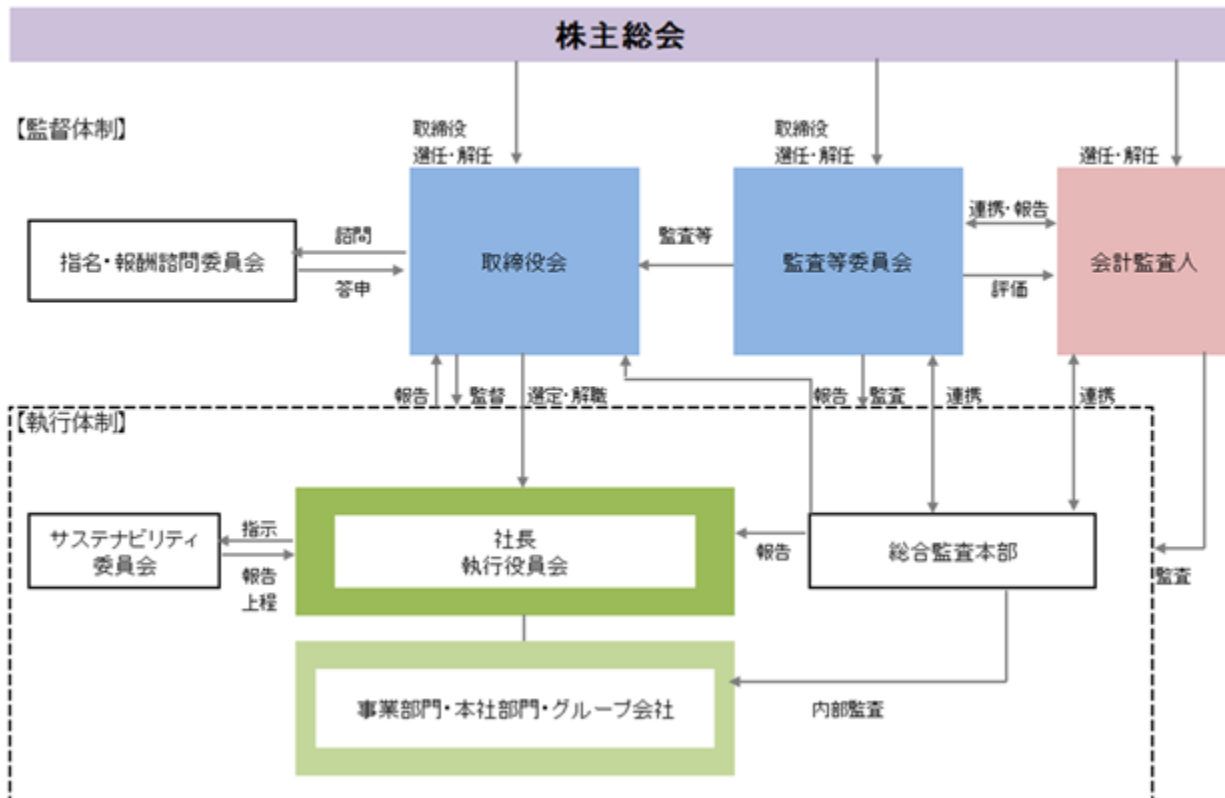 株主総会
【監督体制】
取締役
選任・解任
取締役
選任・解任
選任・解任
指名・報酬諮問委員会
諮問
答申
取締役会
監査等
監査等委員会
連携・報告
評価
会計監査人
報告
監督
選定・解職
報告
監査
連携
連携
【執行体制】
サステナビリティ
委員会
指示
報告
上程
社長
執行役員会
報告
総合監査本部
監査
事業部門・本社部門・グループ会社
内部監査